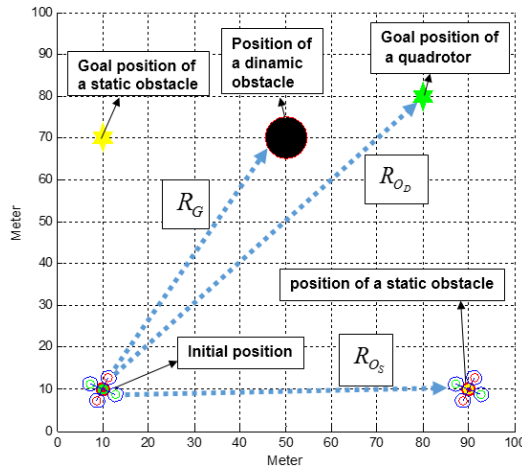 100
90
80
70
60
50
40
30
20
10
0
Meter
Goal position of
a static obstacle
Position of
a dinamic
obstacle
Goal position of
a quadrotor
R_G
R_{O_D}
position of a static obstacle
Initial position
R_{O_S}
0 10 20 30 40 50 60 70 80 90 100
Meter